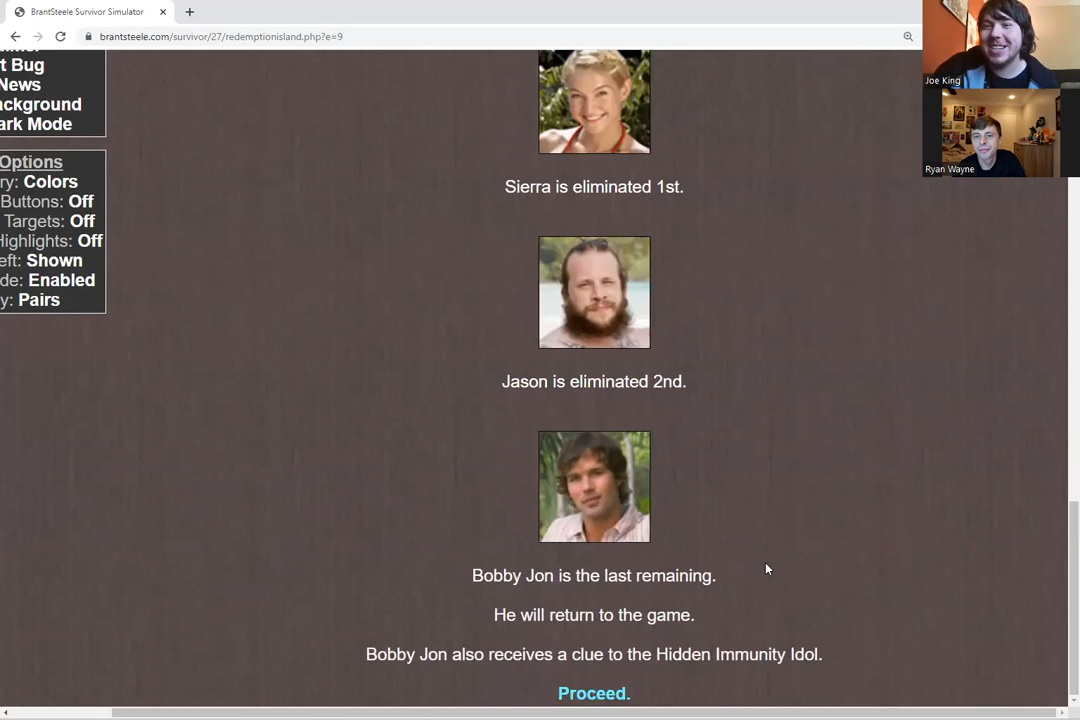 BrantSteele Survivor Simulator
brantsteele.com/survivor/27/redemptionisland.php?e=9
Joe King
Ryan Wayne
t Bug
News
ackground
ark Mode
Options
ry: Colors
Buttons: Off
Targets: Off
Highlights: Off
eft: Shown
de: Enabled
y: Pairs
Sierra is eliminated 1st.
Jason is eliminated 2nd.
Bobby Jon is the last remaining.
He will return to the game.
Bobby Jon also receives a clue to the Hidden Immunity Idol.
Proceed.